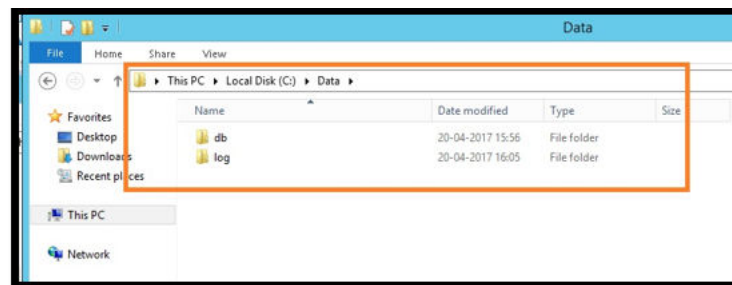 Data
File Home Share View
This PC Local Disk (C:) Data
Name Date modified Type Size
Favorites
Desktop
Downloads
Recent places
db 20-04-2017 15:56 File folder
log 20-04-2017 16:05 File folder
This PC
Network